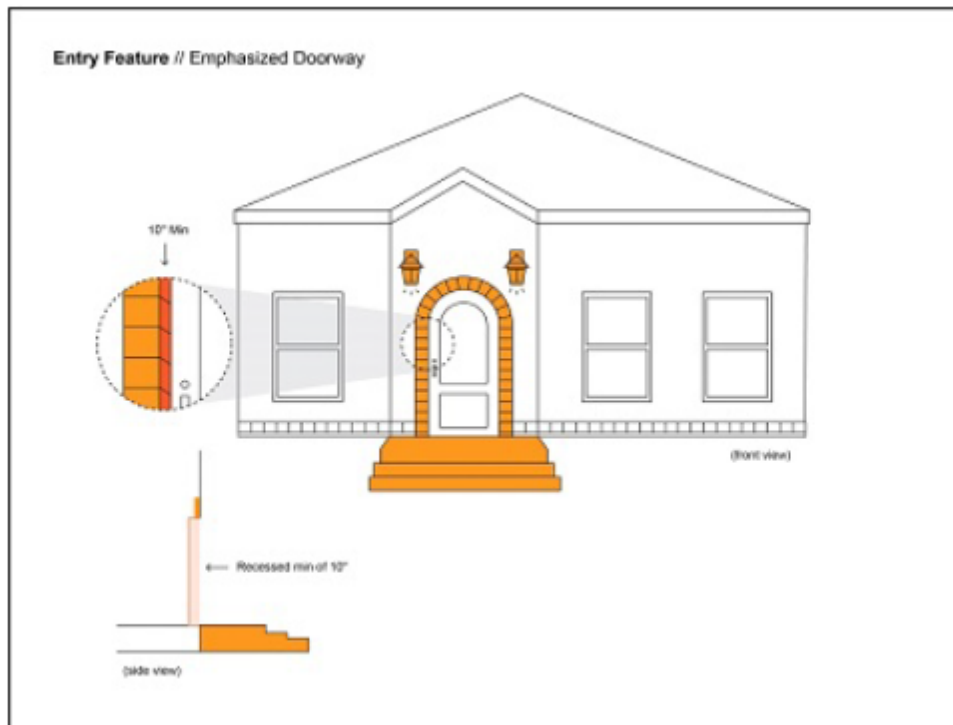 Entry Feature // Emphasized Doorway
10" Min
(front view)
Recessed min of 10"
(side view)